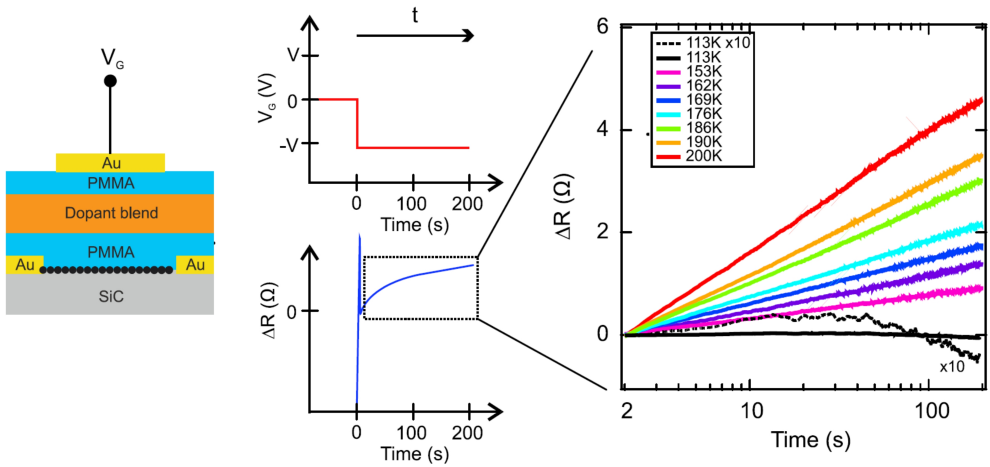 V_G
Au
PMMA
Dopant blend
PMMA
Au
Au
SiC
t
V_G (V)
V
0
-V
0
100
200
Time (s)
ΔR (Ω)
0
0
100
200
Time (s)
ΔR (Ω)
6
4
2
0
113K x10
113K
153K
162K
169K
176K
186K
190K
200K
x10
2
10
100
Time (s)